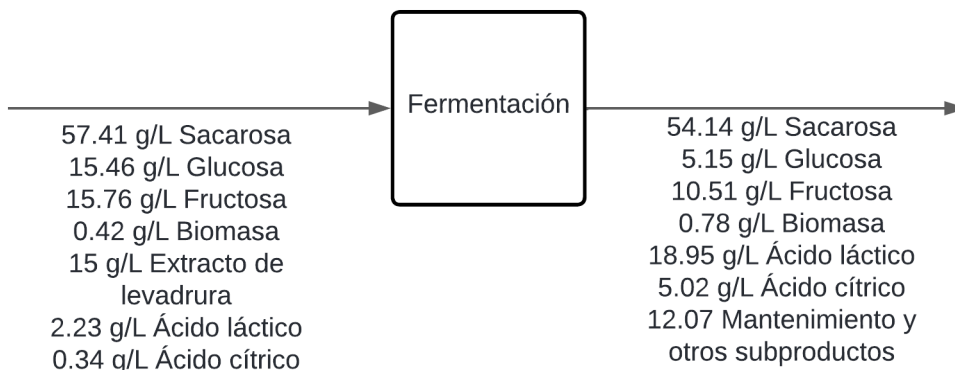 Fermentación
57.41 g/L Sacarosa
15.46 g/L Glucosa
15.76 g/L Fructosa
0.42 g/L Biomasa
15 g/L Extracto de
levadrura
2.23 g/L Ácido láctico
0.34 g/L Ácido cítrico
54.14 g/L Sacarosa
5.15 g/L Glucosa
10.51 g/L Fructosa
0.78 g/L Biomasa
18.95 g/L Ácido láctico
5.02 g/L Ácido cítrico
12.07 Mantenimiento y
otros subproductos